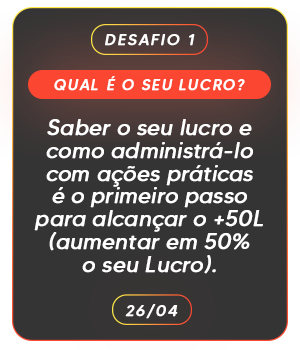 DESAFIO 1
QUAL É O SEU LUCRO?
Saber o seu lucro e
como administrá-lo
com ações práticas
é o primeiro passo
para alcançar o +50L
(aumentar em 50%
o seu Lucro).
26/04